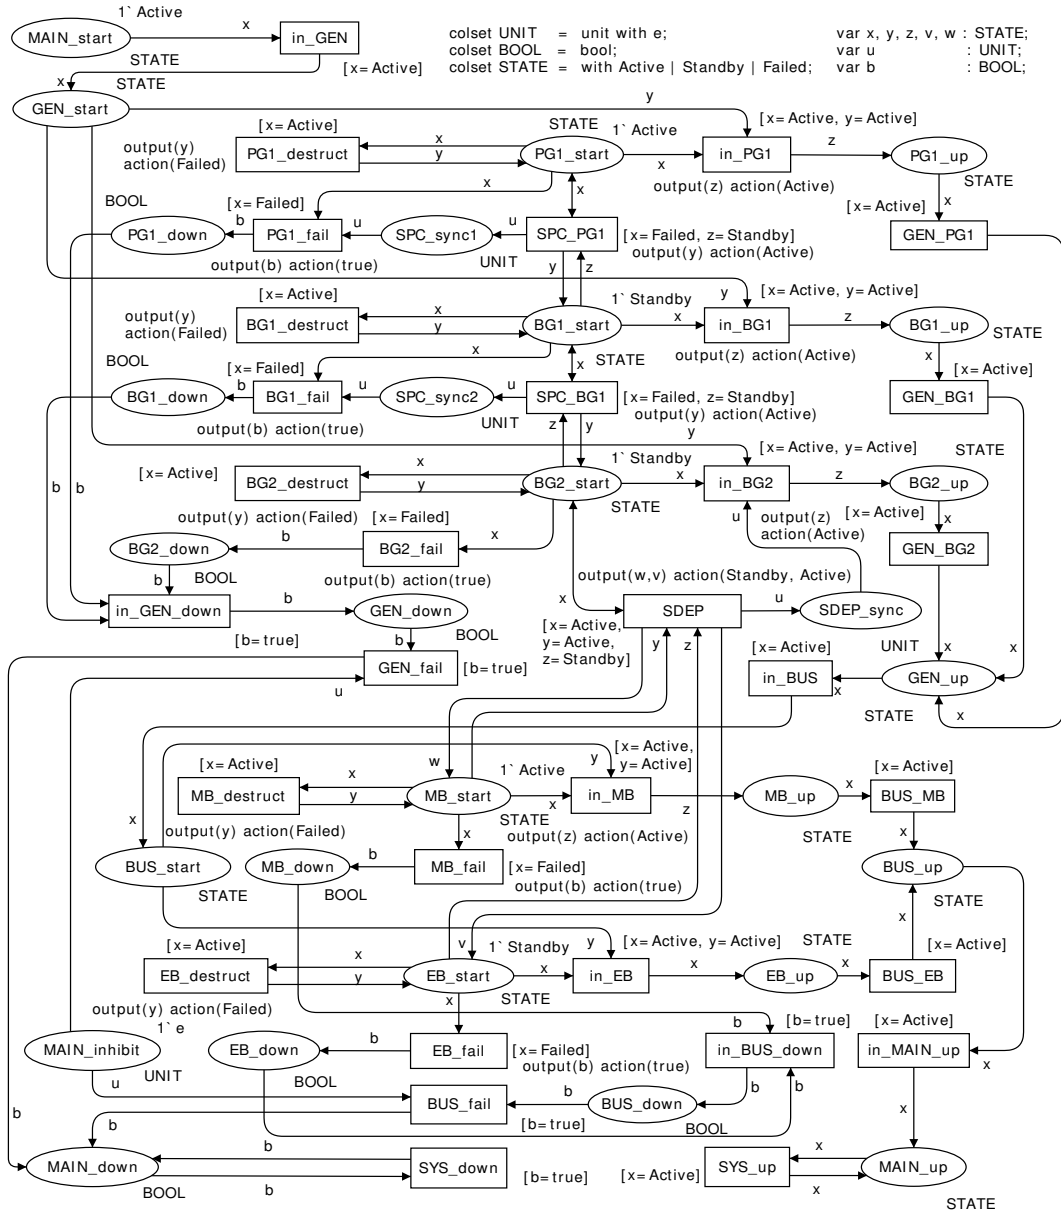 1` Active
MAIN_start
x
in_GEN
colset UNIT = unit with e;
colset BOOL = bool;
colset STATE = with Active | Standby | Failed;
var x, y, z, v, w : STATE;
var u : UNIT;
var b : BOOL;
STATE
[x=Active]
x
STATE
GEN_start
y
[x=Active]
STATE
1` Active
[x=Active, y=Active]
output(y)
action(Failed)
PG1_destruct
x
y
PG1_start
x
in_PG1
z
PG1_up
output(z) action(Active)
STATE
x
x
x
BOOL
[x=Failed]
[x=Active]
PG1_down
b
PG1_fail
u
SPC_sync1
u
SPC_PG1
[x=Failed, z=Standby]
output(y) action(Active)
GEN_PG1
UNIT
output(b) action(true)
y
z
[x=Active]
1` Standby
y
[x=Active, y=Active]
output(y)
action(Failed)
BG1_destruct
x
y
BG1_start
x
in_BG1
z
BG1_up
STATE
output(z) action(Active)
STATE
x
x
x
BOOL
[x=Failed]
[x=Active]
BG1_down
b
BG1_fail
u
SPC_sync2
u
SPC_BG1
[x=Failed, z=Standby]
output(y) action(Active)
GEN_BG1
UNIT
output(b) action(true)
z
y
y
[x=Active]
1` Standby
[x=Active, y=Active]
STATE
BG2_destruct
x
y
BG2_start
x
in_BG2
z
BG2_up
b
b
STATE
u
output(z)
action(Active)
[x=Active]
x
output(y) action(Failed)
[x=Failed]
BG2_down
b
BG2_fail
x
GEN_BG2
b
BOOL
output(b) action(true)
output(w,v) action(Standby, Active)
in_GEN_down
b
GEN_down
x
SDEP
u
SDEP_sync
[x=Active,
y=Active,
z=Standby]
y
z
[b=true]
b
BOOL
[x=Active]
UNIT
x
x
GEN_fail
[b=true]
u
in_BUS
x
GEN_up
STATE
x
[x=Active]
w
1` Active
y
[x=Active,
y=Active]
[x=Active]
MB_destruct
x
y
MB_start
x
in_MB
z
MB_up
x
BUS_MB
x
STATE
output(y) action(Failed)
x
output(z) action(Active)
STATE
x
BUS_start
MB_down
b
MB_fail
[x=Failed]
output(b) action(true)
BUS_up
STATE
BOOL
STATE
x
[x=Active]
v
1` Standby
y
[x=Active, y=Active]
STATE
[x=Active]
EB_destruct
x
y
EB_start
x
in_EB
x
EB_up
x
BUS_EB
STATE
output(y) action(Failed)
1` e
x
b
[b=true]
[x=Active]
MAIN_inhibit
EB_down
b
EB_fail
[x=Failed]
output(b) action(true)
in_BUS_down
in_MAIN_up
x
UNIT
u
BOOL
BUS_fail
b
BUS_down
b
b
x
b
b
[b=true]
BOOL
MAIN_down
b
SYS_down
[x=Active]
SYS_up
x
x
MAIN_up
BOOL
b
[b=true]
STATE